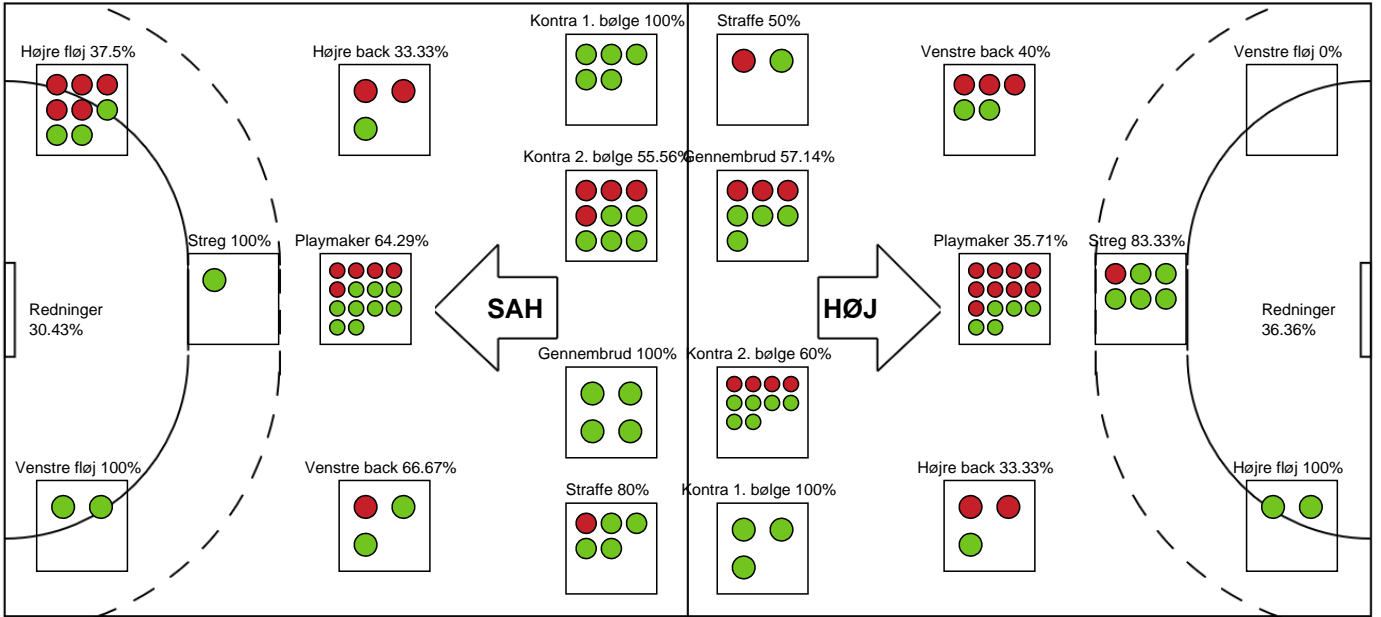 Kontra 1. bølge 100%
Straffe 50%
Højre fløj 37.5%
Højre back 33.33%
Venstre back 40%
Venstre fløj 0%
Kontra 2. bølge 55.56%
Gennembrud 57.14%
Streg 100%
Playmaker 64.29%
Playmaker 35.71%
Streg 83.33%
Redninger
30.43%
SAH
HØJ
Redninger
36.36%
Gennembrud 100%
Kontra 2. bølge 60%
Venstre fløj 100%
Venstre back 66.67%
Højre back 33.33%
Højre fløj 100%
Straffe 80%
Kontra 1. bølge 100%